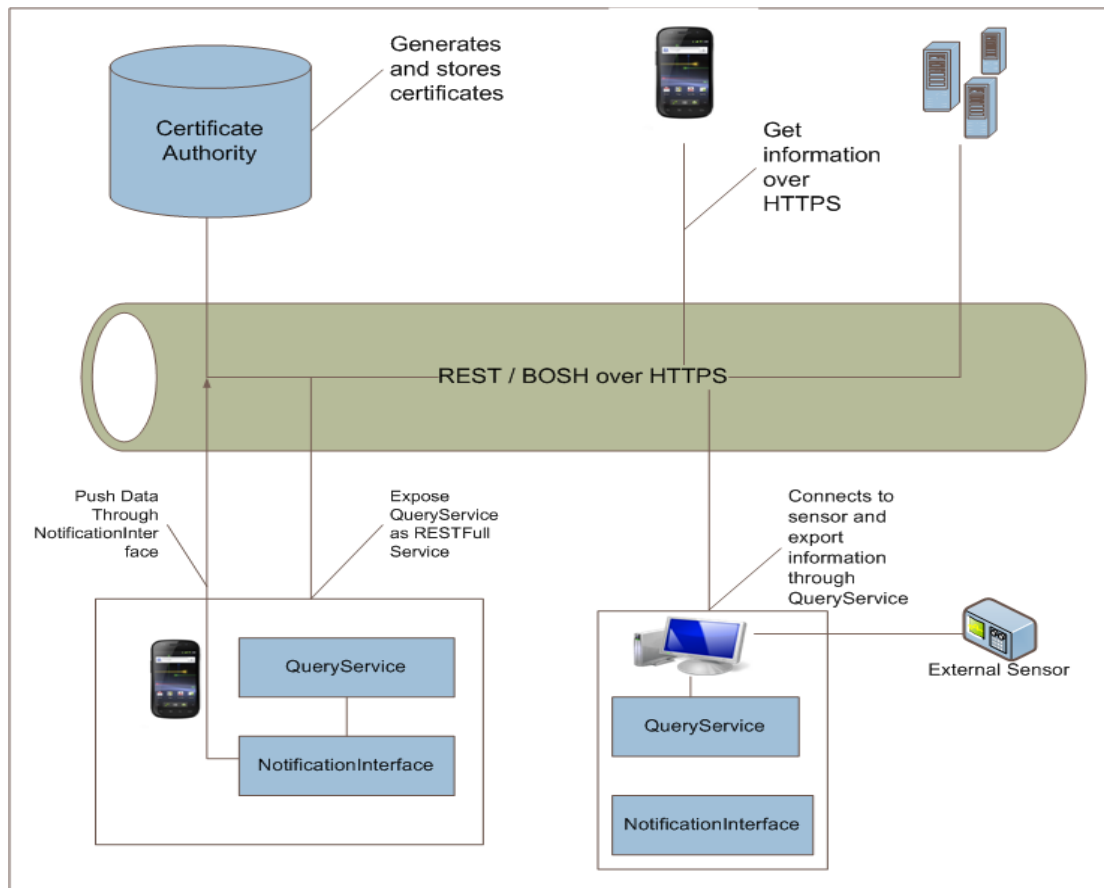 Generates
and stores
certificates
Certificate
Authority
Get
information
over
HTTPS
REST / BOSH over HTTPS
Push Data
Through
NotificationInter
face
Expose
QueryService
as RESTFull
Service
Connects to
sensor and
export
information
through
QueryService
QueryService
NotificationInterface
QueryService
NotificationInterface
External Sensor